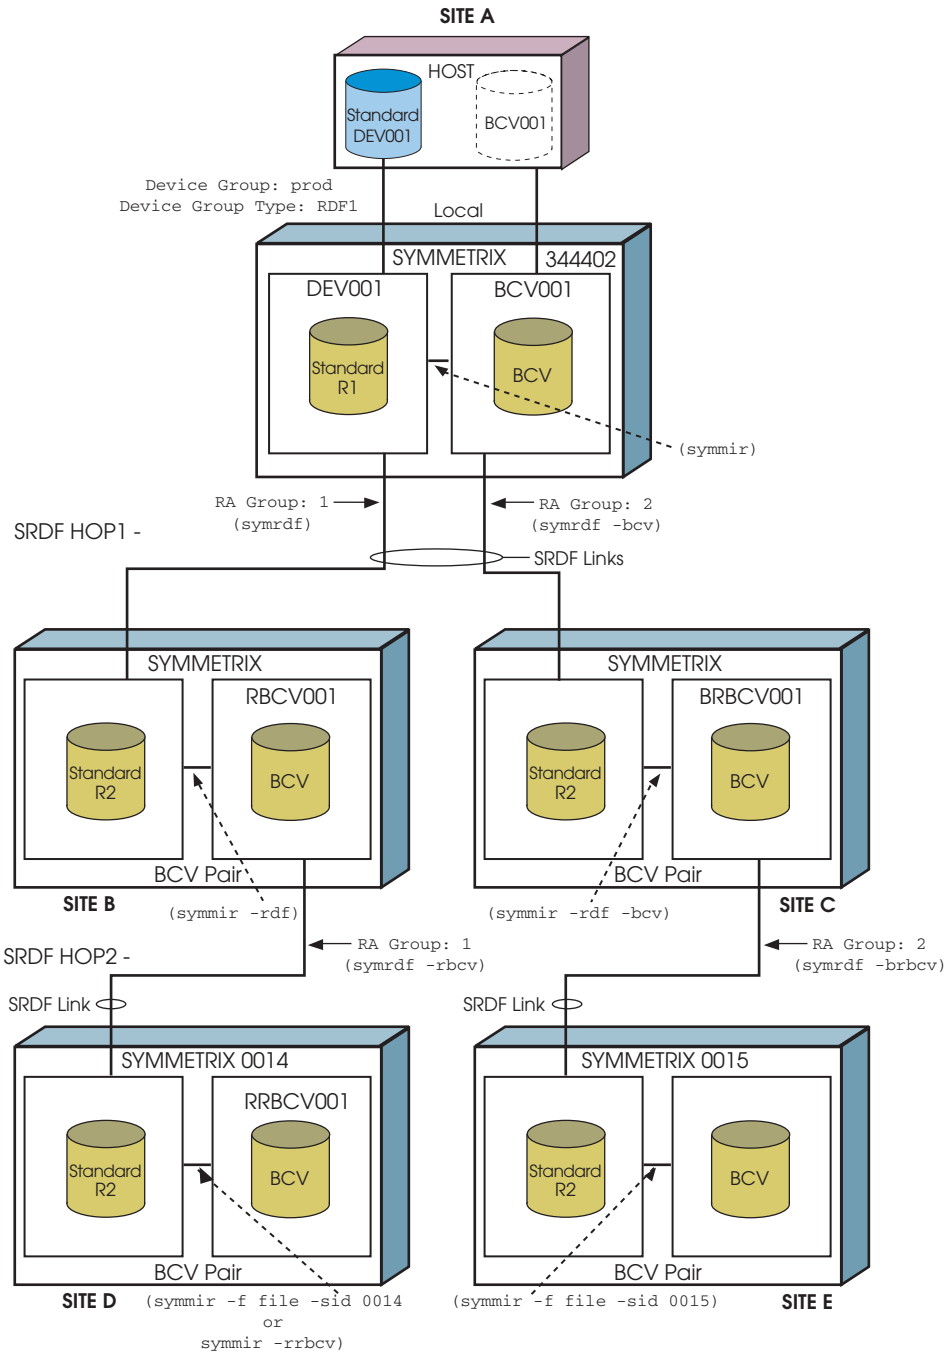 SITE A
HOST
Standard
DEV001
BCV001
Device Group: prod
Device Group Type: RDF1
Local
SYMMETRIX
344402
DEV001
BCV001
Standard
R1
BCV
(symmir)
RA Group: 1
(symrdf)
RA Group: 2
(symrdf -bcv)
SRDF HOP1 -
SRDF Links
SYMMETRIX
RBCV001
Standard
R2
BCV
BCV Pair
SITE B
(symmir -rdf)
SYMMETRIX
BRBCV001
Standard
R2
BCV
BCV Pair
(symmir -rdf -bcv)
SITE C
RA Group: 1
(symrdf -rbcv)
RA Group: 2
(symrdf -brbcv)
SRDF HOP2 -
SRDF Link
SRDF Link
SYMMETRIX 0014
RRBCV001
Standard
R2
BCV
BCV Pair
SITE D
(symmir -f file -sid 0014
or
symmir -rrbcv)
SYMMETRIX 0015
Standard
R2
BCV
BCV Pair
(symmir -f file -sid 0015)
SITE E